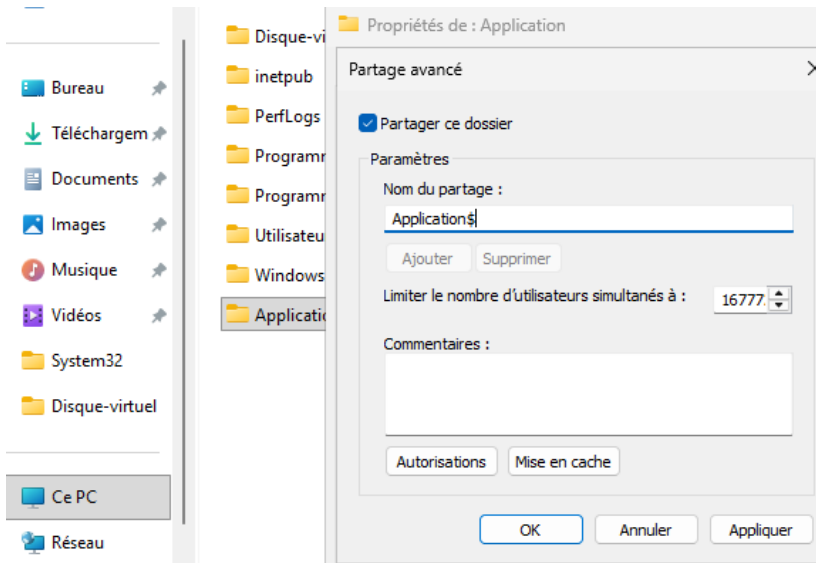 Bureau
Téléchargem
Documents
Images
Musique
Vidéos
System32
Disque-virtuel
Ce PC
Réseau
Disque-vi
inetpub
PerfLogs
Programm
Programm
Utilisateu
Windows
Applicatio
Propriétés de : Application
Partage avancé
Partager ce dossier
Paramètres
Nom du partage :
Application$
Ajouter Supprimer
Limiter le nombre d'utilisateurs simultanés à : 16777
Commentaires :
Autorisations Mise en cache
OK Annuler Appliquer